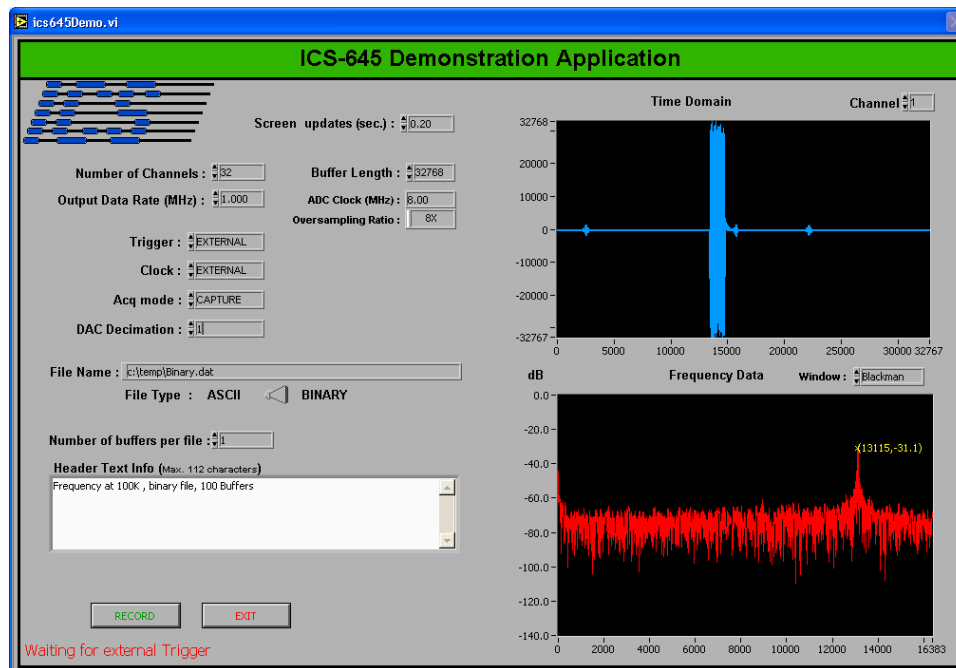 ics645Demo.vi
ICS-645 Demonstration Application
Screen updates (sec.) : 0.20
Number of Channels : 32
Buffer Length : 32768
Output Data Rate (MHz) : 1.000
ADC Clock (MHz) : 8.00
Oversampling Ratio : 8X
Trigger : EXTERNAL
Clock : EXTERNAL
Acq mode : CAPTURE
DAC Decimation : 1
File Name : c:\temp\Binary.dat
File Type : ASCII BINARY
Number of buffers per file : 1
Header Text Info (Max. 112 characters)
Frequency at 100K , binary file, 100 Buffers
RECORD EXIT
Waiting for external Trigger
Time Domain Channel 1
32768
20000
10000
0
-10000
-20000
-32767
0 5000 10000 15000 20000 25000 30000 32767
dB Frequency Data Window : Blackman
0.0
-20.0
-40.0
-60.0
-80.0
-100.0
-120.0
-140.0
(13115,-31.1)
0 2000 4000 6000 8000 10000 12000 14000 16383